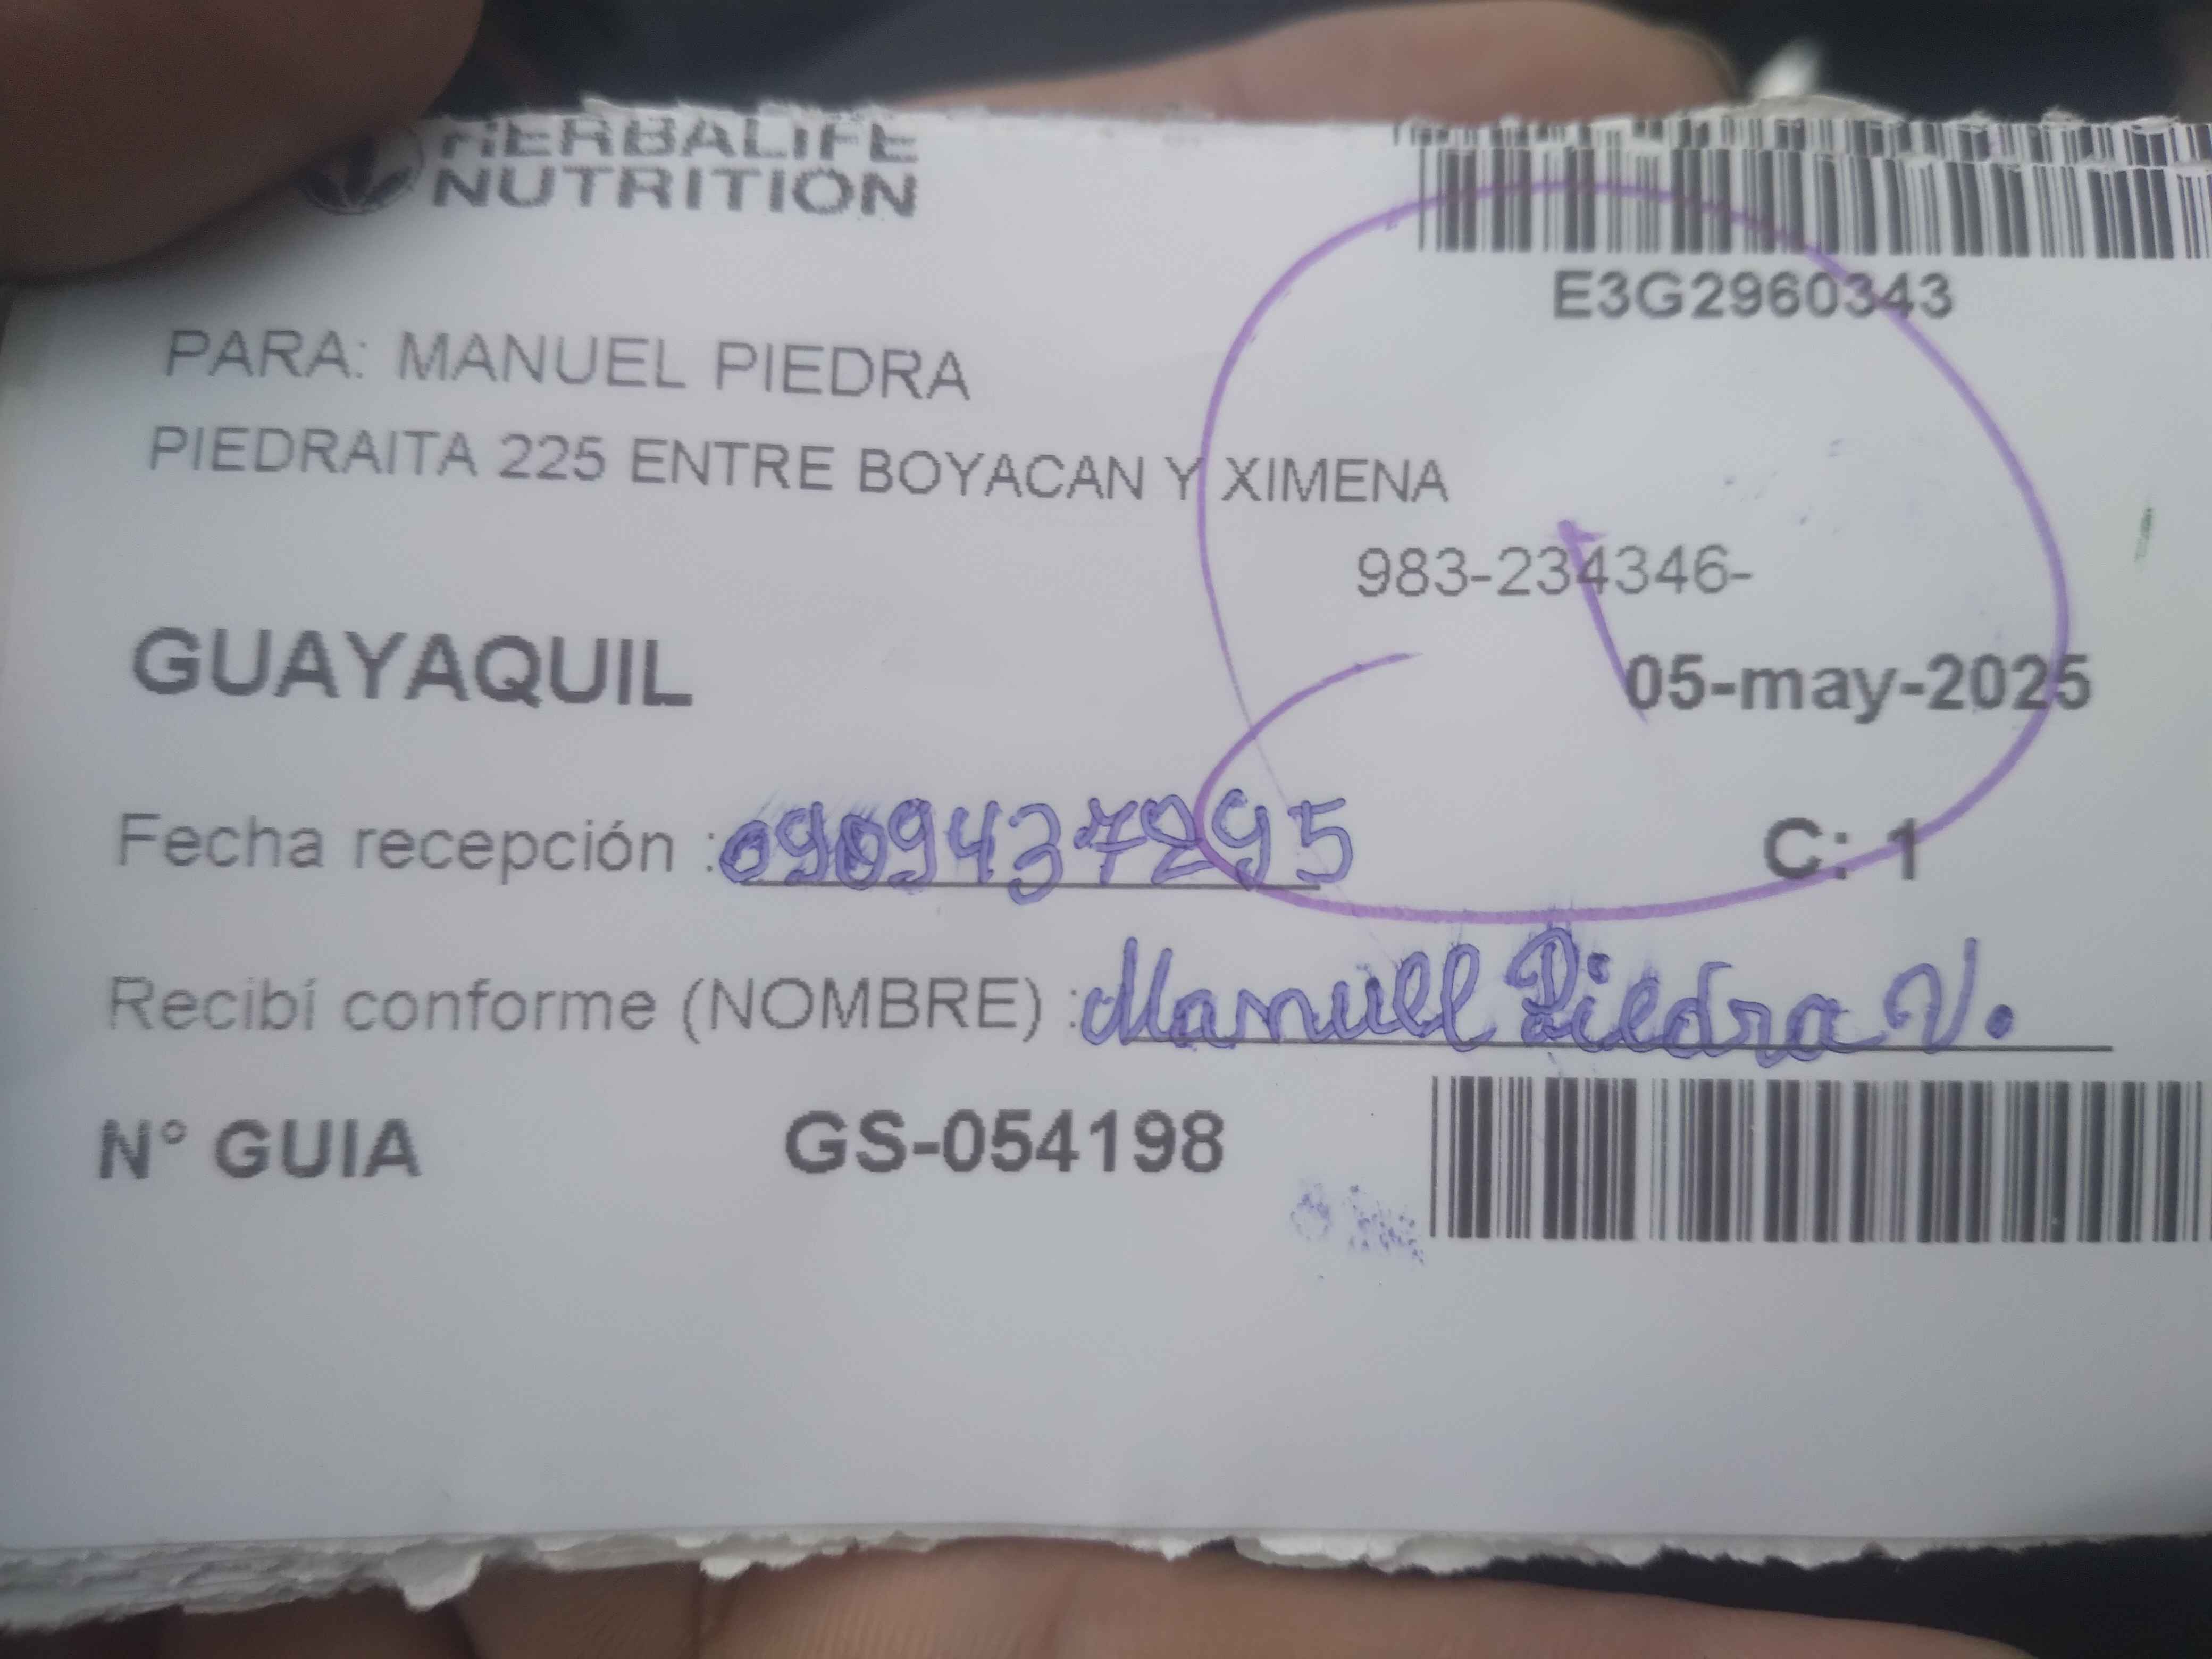 HERBALIFE
NUTRITION
E3G2960343
PARA: MANUEL PIEDRA
PIEDRAITA 225 ENTRE BOYACAN Y XIMENA
983-234346-
GUAYAQUIL
05-may-2025
Fecha recepción :0909437295
C: 1
Recibí conforme (NOMBRE) :Manuel Piedra V.
N° GUIA GS-054198